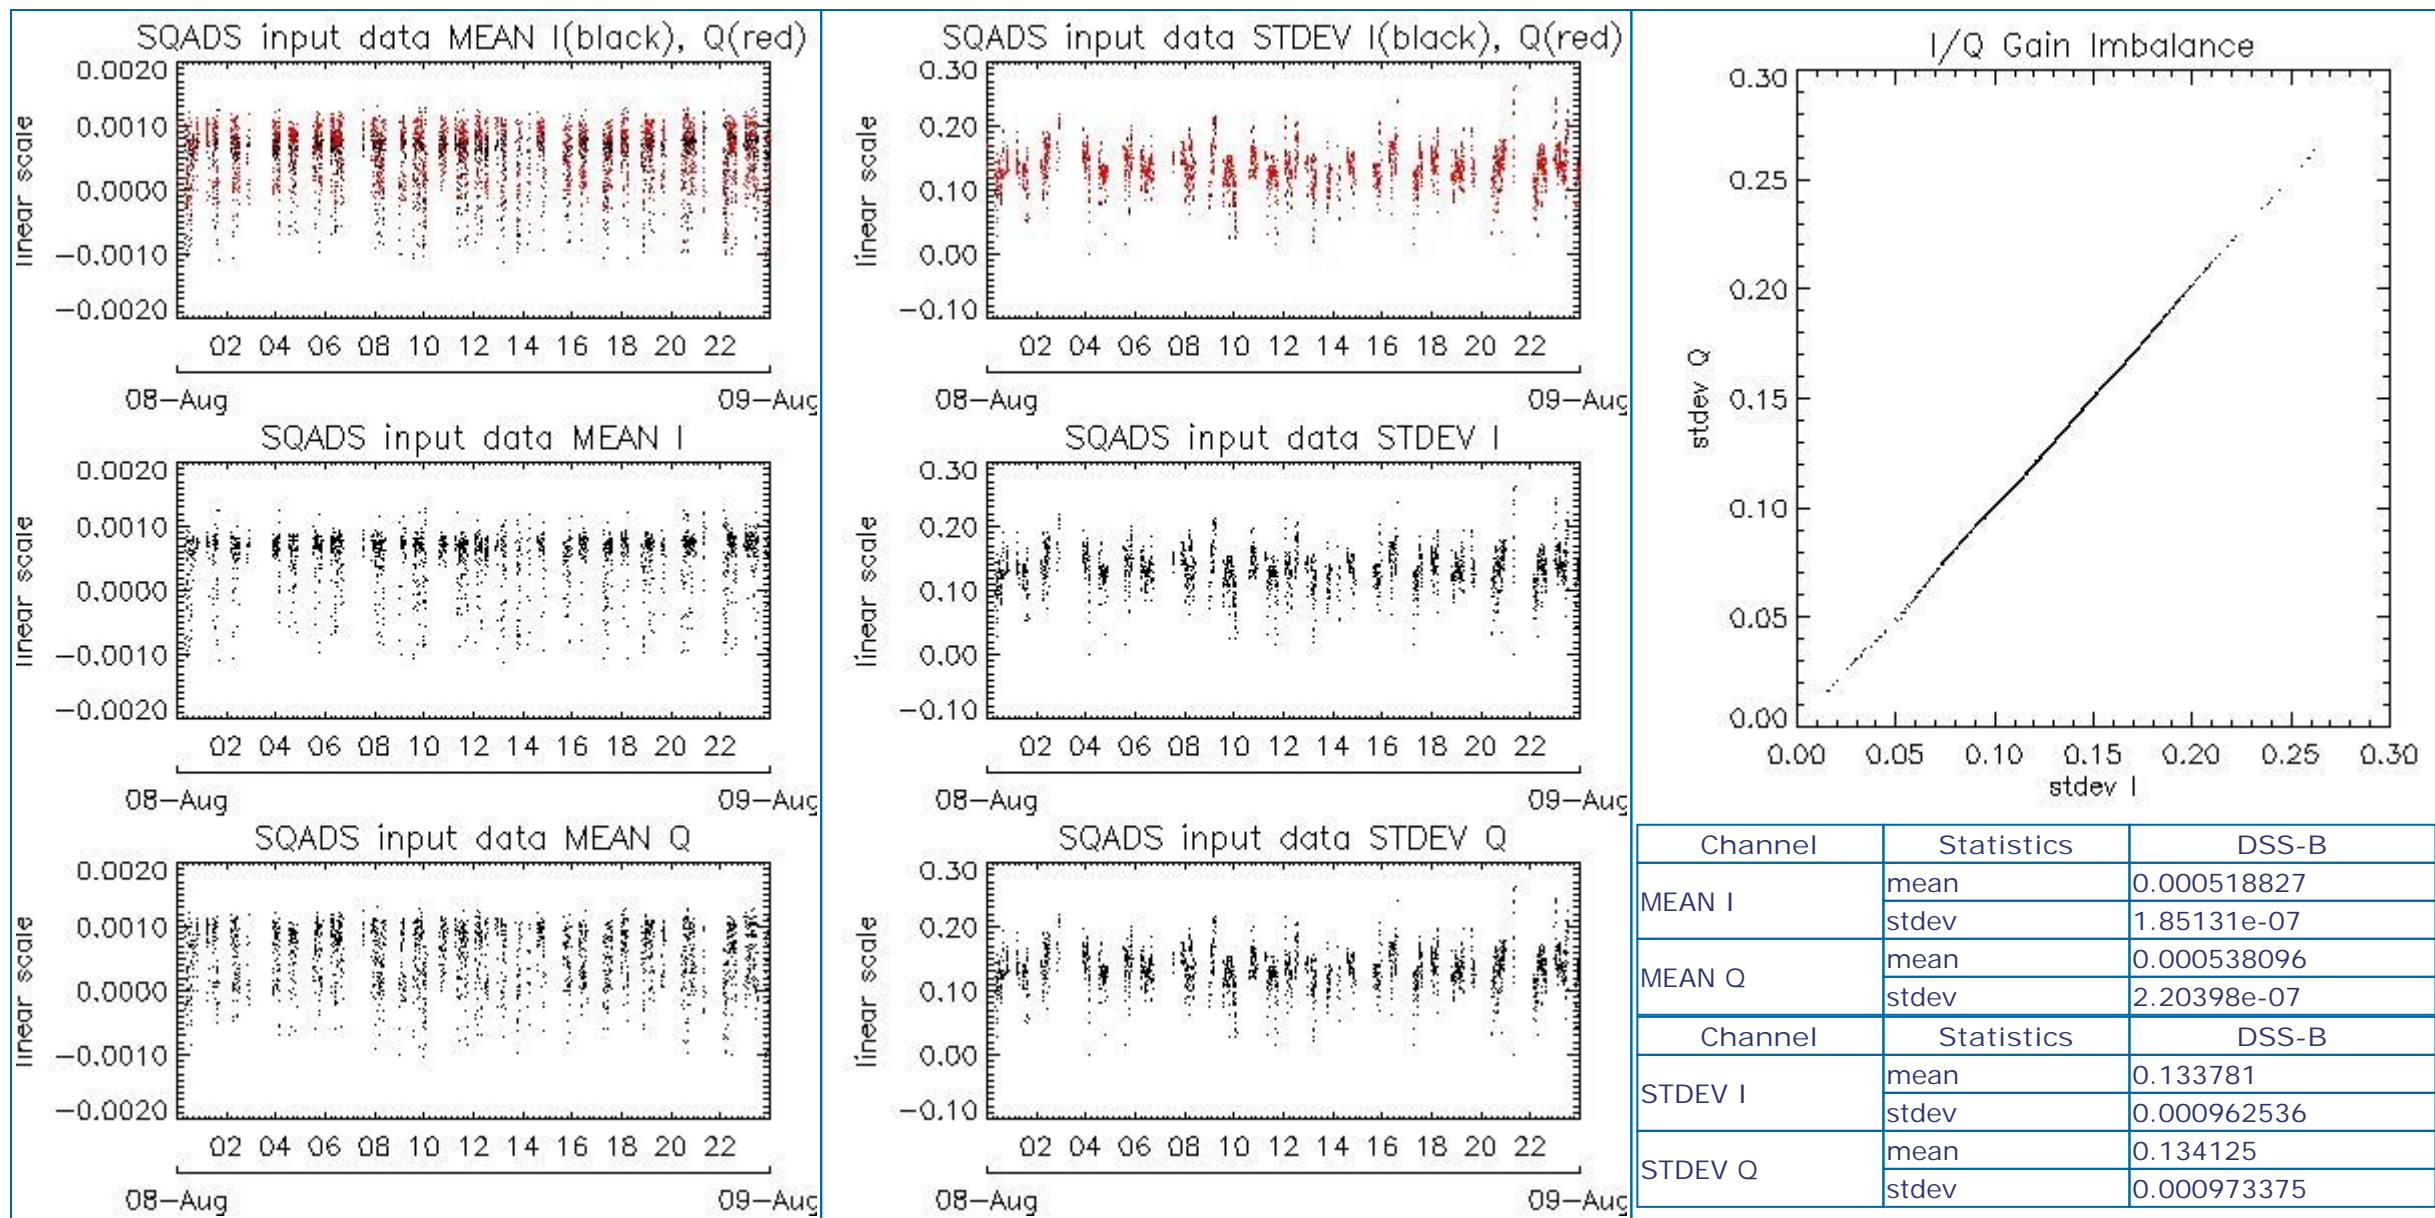 SQADS input data MEAN I(black), Q(red)
linear scale
0.0020
0.0010
0.0000
−0.0010
−0.0020
02 04 06 08 10 12 14 16 18 20 22
08−Aug 09−Aug
SQADS input data MEAN I
linear scale
0.0020
0.0010
0.0000
−0.0010
−0.0020
02 04 06 08 10 12 14 16 18 20 22
08−Aug 09−Aug
SQADS input data MEAN Q
linear scale
0.0020
0.0010
0.0000
−0.0010
−0.0020
02 04 06 08 10 12 14 16 18 20 22
08−Aug 09−Aug
SQADS input data STDEV I(black), Q(red)
linear scale
0.30
0.20
0.10
0.00
−0.10
02 04 06 08 10 12 14 16 18 20 22
08−Aug 09−Aug
SQADS input data STDEV I
linear scale
0.30
0.20
0.10
0.00
−0.10
02 04 06 08 10 12 14 16 18 20 22
08−Aug 09−Aug
SQADS input data STDEV Q
linear scale
0.30
0.20
0.10
0.00
−0.10
02 04 06 08 10 12 14 16 18 20 22
08−Aug 09−Aug
I/Q Gain Imbalance
stdev Q
0.30
0.25
0.20
0.15
0.10
0.05
0.00
0.00 0.05 0.10 0.15 0.20 0.25 0.30
stdev I
Channel Statistics DSS-B
MEAN I mean 0.000518827
stdev 1.85131e-07
MEAN Q mean 0.000538096
stdev 2.20398e-07
Channel Statistics DSS-B
STDEV I mean 0.133781
stdev 0.000962536
STDEV Q mean 0.134125
stdev 0.000973375